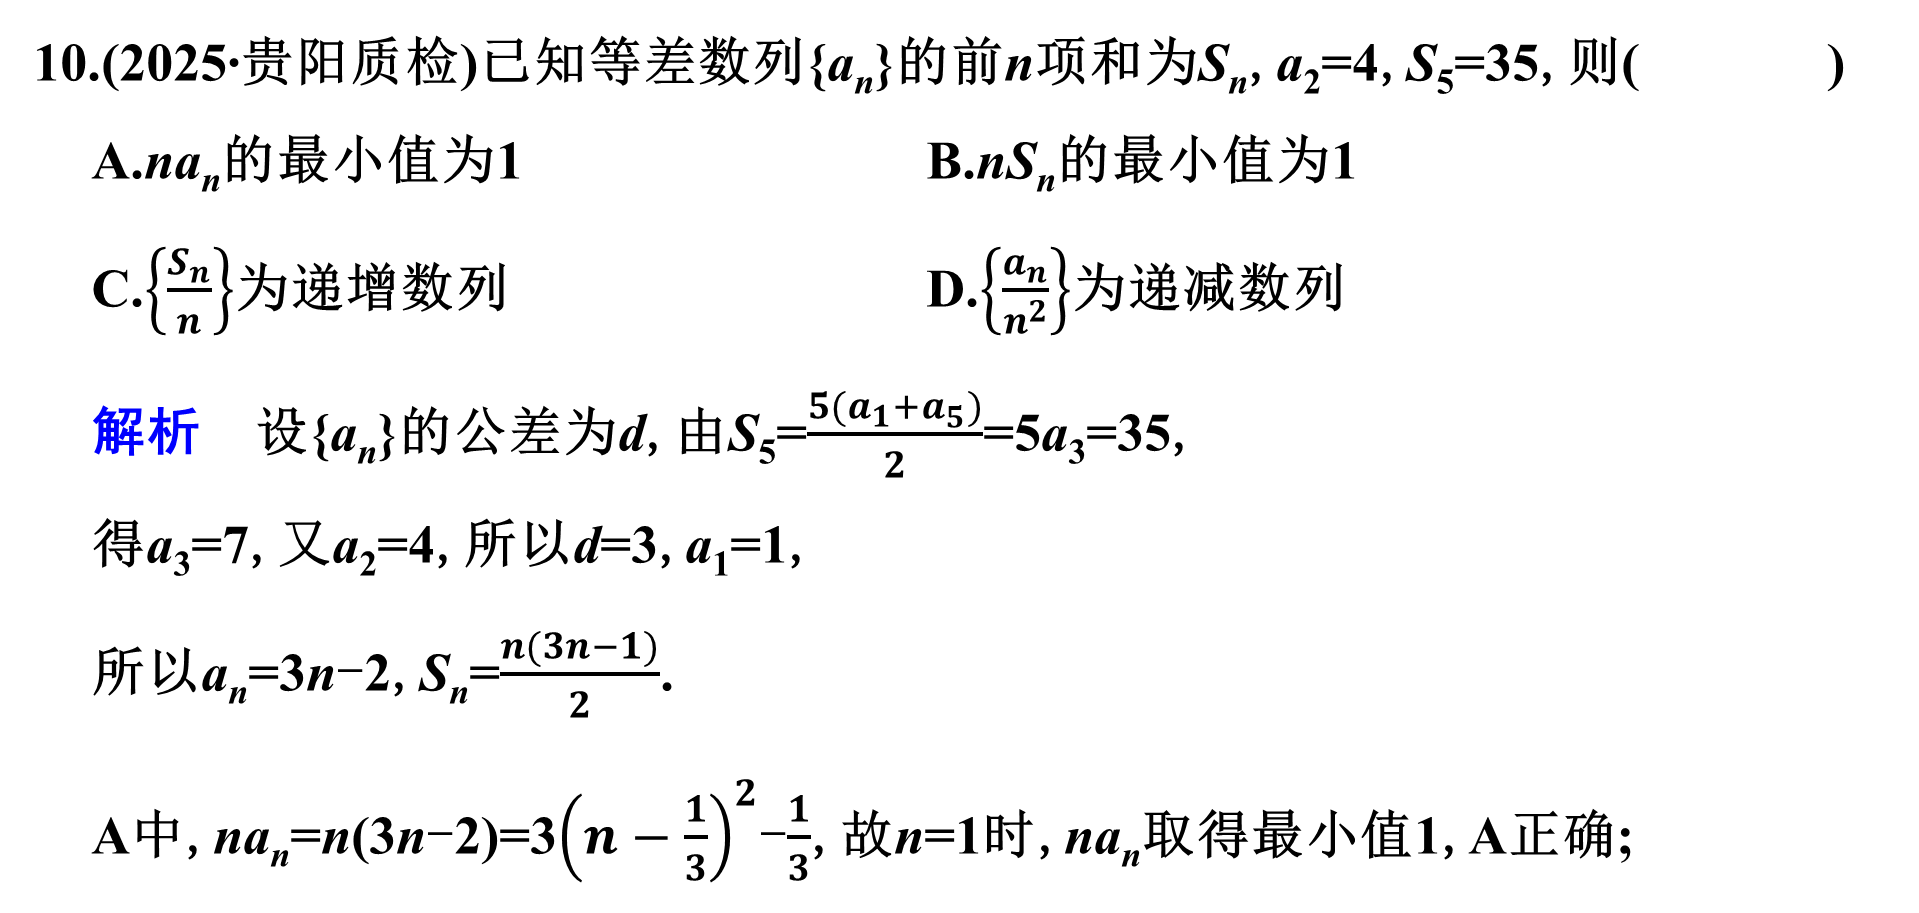 10.(2025·贵阳质检)已知等差数列{aₙ}的前n项和为Sₙ, a₂=4, S₅=35, 则(　　)
A.naₙ的最小值为1　　B.nSₙ的最小值为1
C.{Sₙ/n}为递增数列　　D.{aₙ/n²}为递减数列
解析　设{aₙ}的公差为d, 由S₅=5(a₁+a₅)/2=5a₃=35,
得a₃=7, 又a₂=4, 所以d=3, a₁=1,
所以aₙ=3n−2, Sₙ=n(3n−1)/2.
A中, naₙ=n(3n−2)=3(n−1/3)²−1/3, 故n=1时, naₙ取得最小值1, A正确;